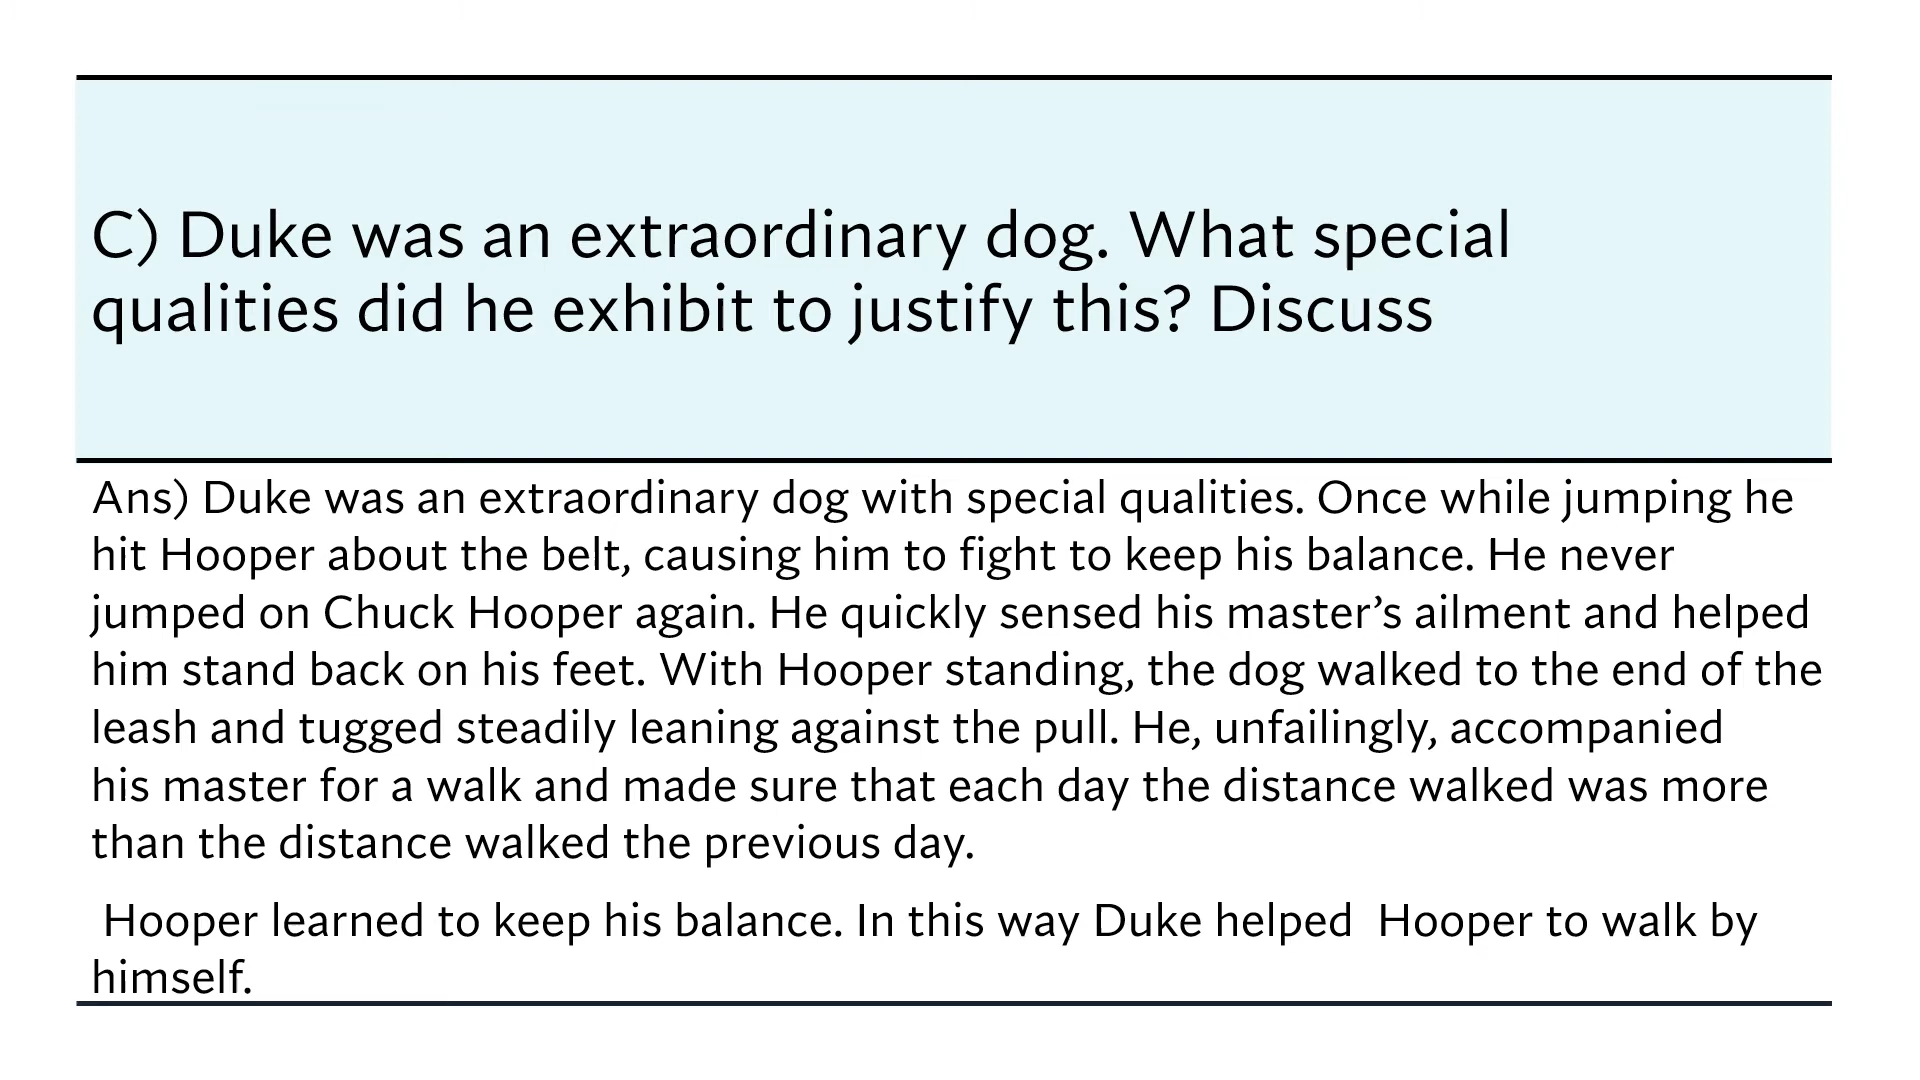 C) Duke was an extraordinary dog. What special
qualities did he exhibit to justify this? Discuss
Ans) Duke was an extraordinary dog with special qualities. Once while jumping he
hit Hooper about the belt, causing him to fight to keep his balance. He never
jumped on Chuck Hooper again. He quickly sensed his master’s ailment and helped
him stand back on his feet. With Hooper standing, the dog walked to the end of the
leash and tugged steadily leaning against the pull. He, unfailingly, accompanied
his master for a walk and made sure that each day the distance walked was more
than the distance walked the previous day.
Hooper learned to keep his balance. In this way Duke helped  Hooper to walk by
himself.